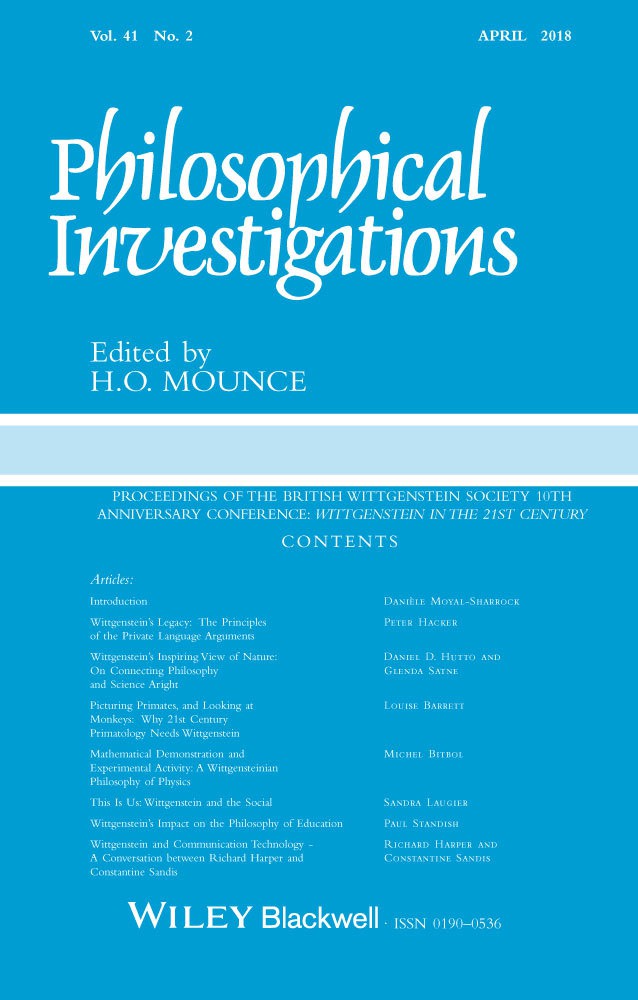 Vol. 41 No. 2 APRIL 2018
Philosophical
Investigations
Edited by
H.O. MOUNCE
PROCEEDINGS OF THE BRITISH WITTGENSTEIN SOCIETY 10TH
ANNIVERSARY CONFERENCE: WITTGENSTEIN IN THE 21ST CENTURY
CONTENTS
Articles:
Introduction DANIÈLE MOYAL-SHARROCK
Wittgenstein's Legacy: The Principles PETER HACKER
of the Private Language Arguments
Wittgenstein's Inspiring View of Nature: DANIEL D. HUTTO AND
On Connecting Philosophy GLENDA SATNE
and Science Aright
Picturing Primates, and Looking at LOUISE BARRETT
Monkeys: Why 21st Century
Primatology Needs Wittgenstein
Mathematical Demonstration and MICHEL BITBOL
Experimental Activity: A Wittgensteinian
Philosophy of Physics
This Is Us: Wittgenstein and the Social SANDRA LAUGIER
Wittgenstein's Impact on the Philosophy of Education PAUL STANDISH
Wittgenstein and Communication Technology - RICHARD HARPER AND
A Conversation between Richard Harper and CONSTANTINE SANDIS
Constantine Sandis
WILEY Blackwell · ISSN 0190–0536